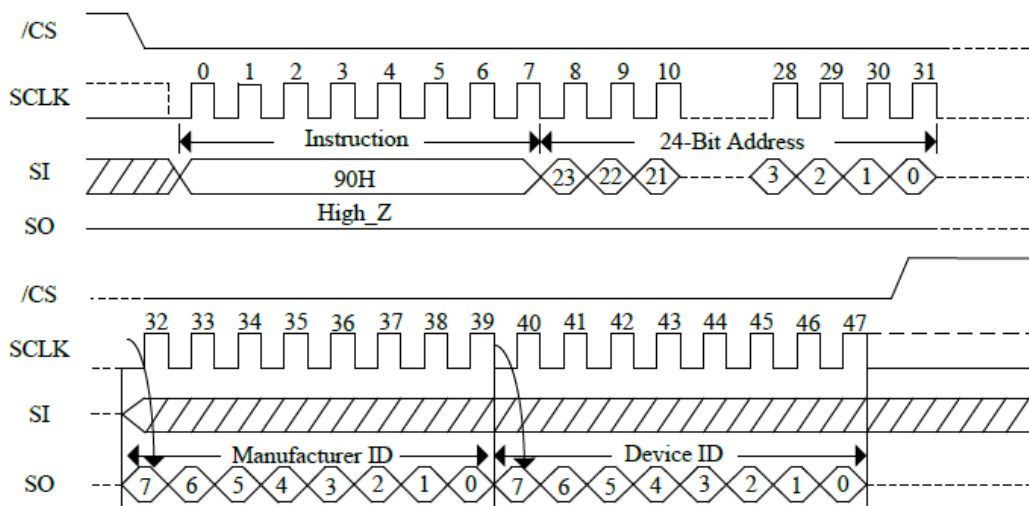 /CS
0 1 2 3 4 5 6 7 8 9 10 28 29 30 31
SCLK
Instruction 24-Bit Address
SI 90H 23 22 21 3 2 1 0
High_Z
SO
/CS
32 33 34 35 36 37 38 39 40 41 42 43 44 45 46 47
SCLK
SI
Manufacturer ID Device ID
SO 7 6 5 4 3 2 1 0 7 6 5 4 3 2 1 0